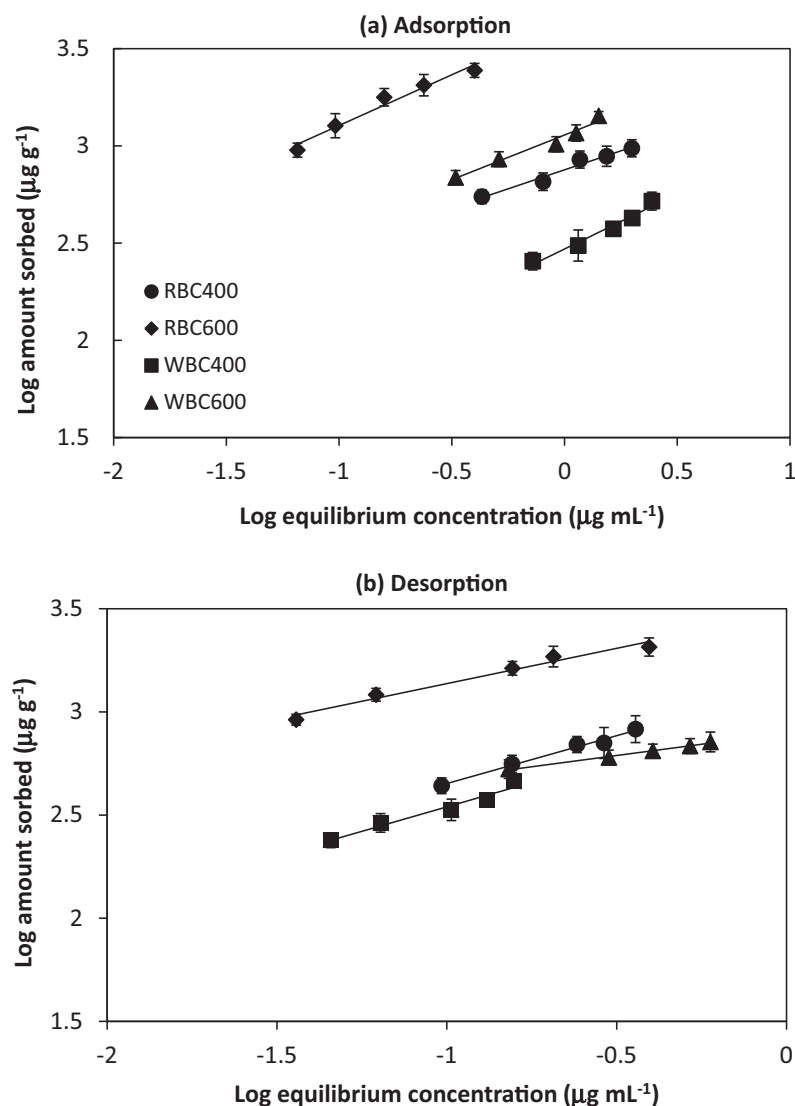 (a) Adsorption
3.5
3
2.5
2
1.5
Log amount sorbed (µg g-1)
RBC400
RBC600
WBC400
WBC600
-2 -1.5 -1 -0.5 0 0.5 1
Log equilibrium concentration (µg mL-1)
(b) Desorption
3.5
3
2.5
2
1.5
Log amount sorbed (µg g-1)
-2 -1.5 -1 -0.5 0
Log equilibrium concentration (µg mL-1)